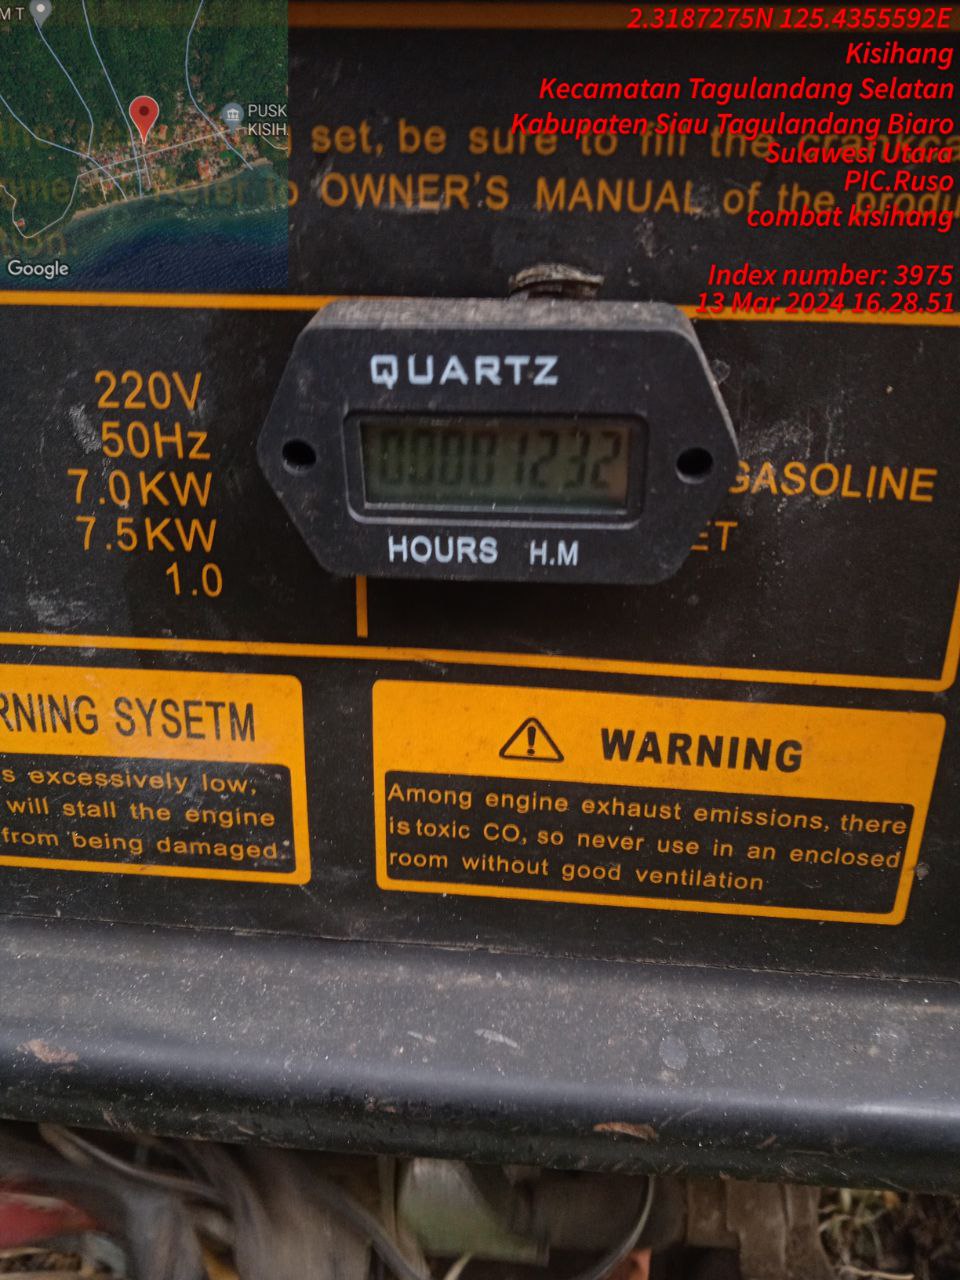 M T
PUSK
KISIH.
Google
2.3187275N 125.4355592E
Kisihang
Kecamatan Tagulandang Selatan
Kabupaten Siau Tagulandang Biaro
Sulawesi Utara
PIC.Ruso
combat kisihang
Index number: 3975
13 Mar 2024 16.28.51
set, be sure to fill the
to OWNER'S MANUAL of the
220V
50Hz
7.0KW
7.5KW
1.0
QUARTZ
HOURS H.M
GASOLINE
ET
RNING SYSETM
s excessively low,
will stall the engine
from being damaged.
WARNING
Among engine exhaust emissions, there
is toxic CO, so never use in an enclosed
room without good ventilation